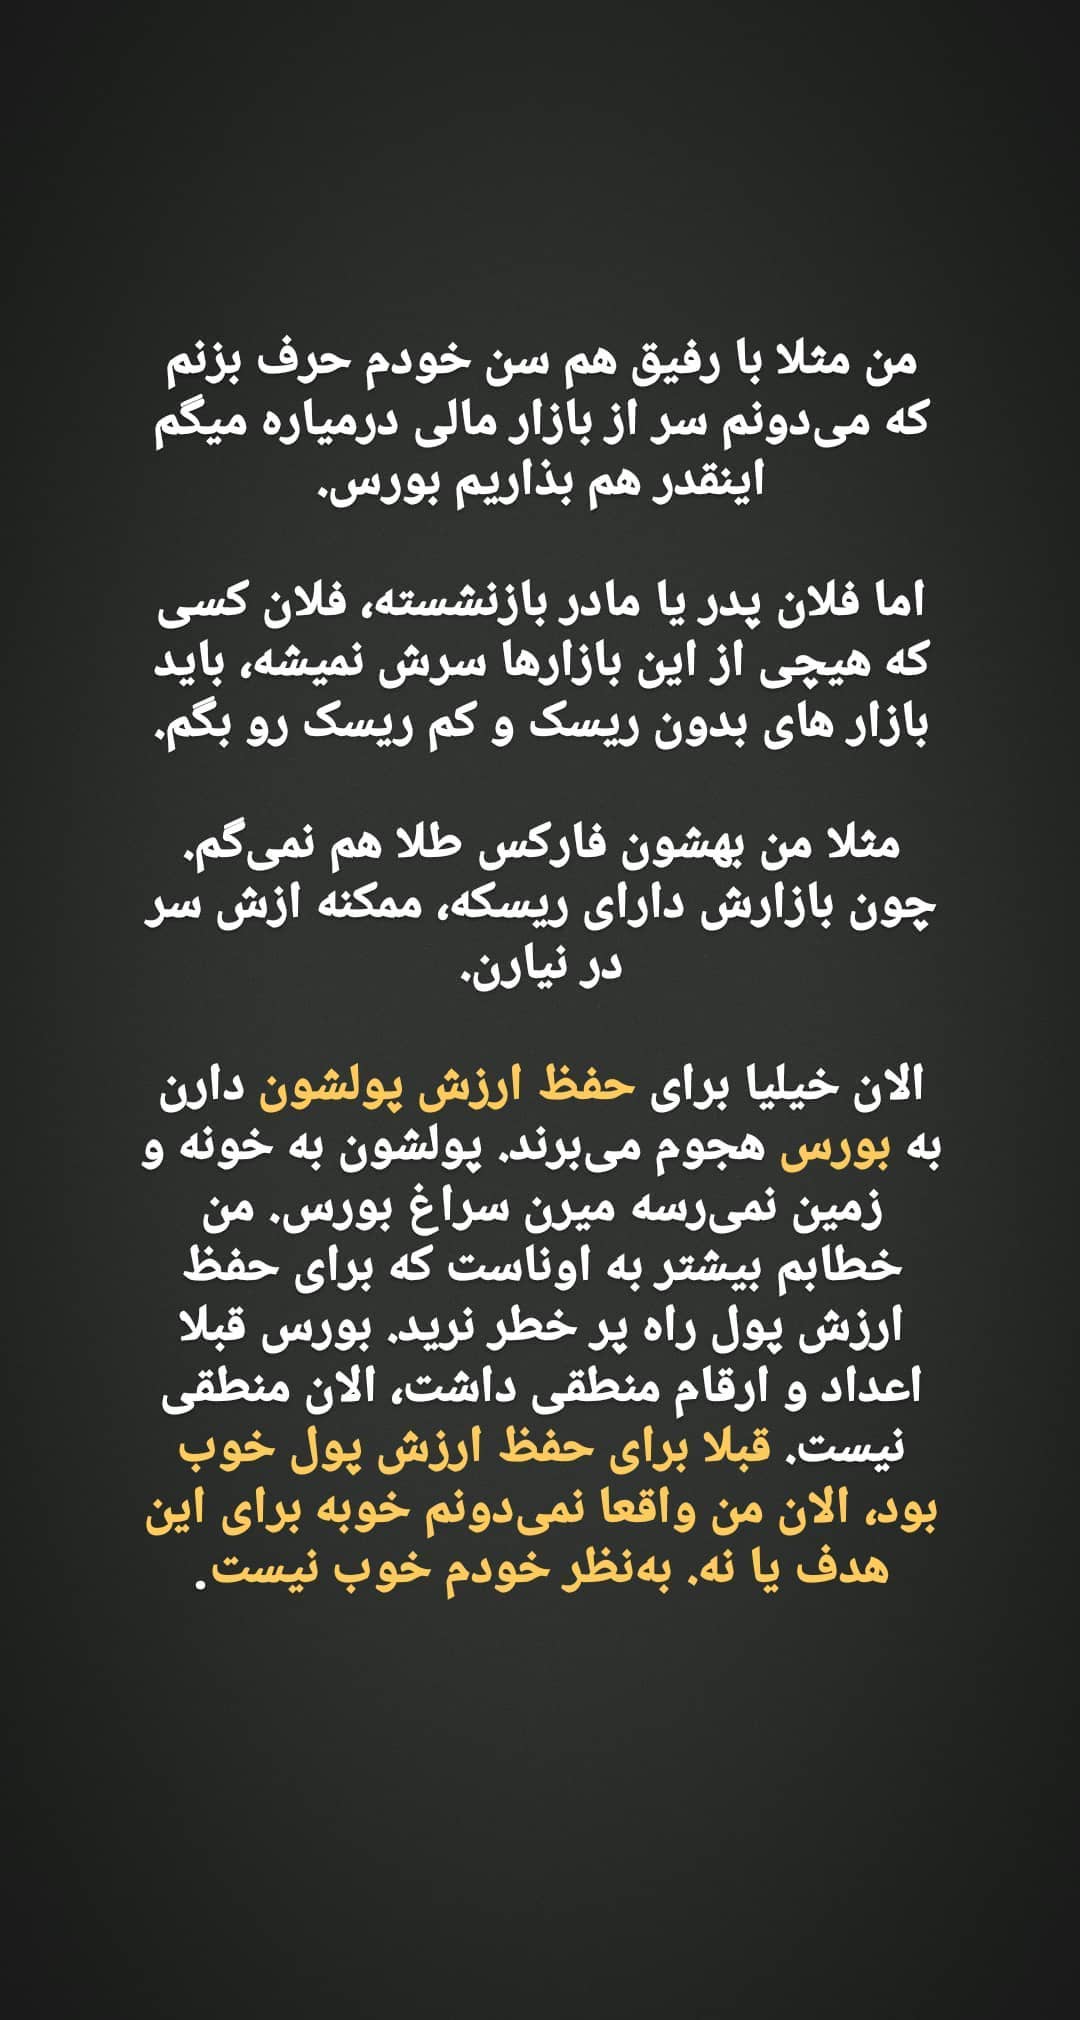 من مثلا با رفیق هم سن خودم حرف بزنم
که می‌دونم سر از بازار مالی درمیاره میگم
اینقدر هم بذاریم بورس.
اما فلان پدر یا مادر بازنشسته، فلان کسی
که هیچی از این بازارها سرش نمیشه، باید
بازار های بدون ریسک و کم ریسک رو بگم.
مثلا من بهشون فارکس طلا هم نمی‌گم.
چون بازارش دارای ریسکه، ممکنه ازش سر
در نیارن.
الان خیلیا برای حفظ ارزش پولشون دارن
به بورس هجوم می‌برند. پولشون به خونه و
زمین نمی‌رسه میرن سراغ بورس. من
خطابم بیشتر به اوناست که برای حفظ
ارزش پول راه پر خطر نرید. بورس قبلا
اعداد و ارقام منطقی داشت، الان منطقی
نیست. قبلا برای حفظ ارزش پول خوب
بود، الان من واقعا نمی‌دونم خوبه برای این
هدف یا نه. به‌نظر خودم خوب نیست.